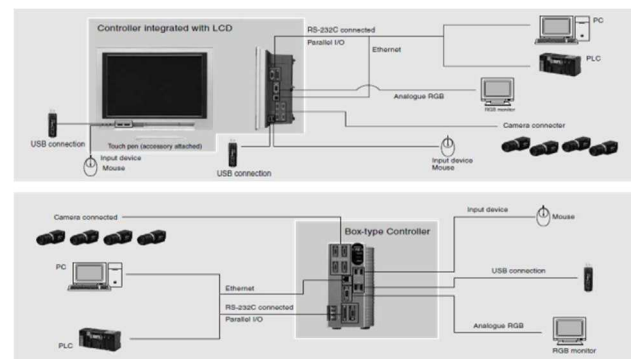 Controller integrated with LCD
RS-232C connected
Parallel I/O
Ethernet
PC
PLC
Analogue RGB
RGB monitor
Camera connecter
USB connection
Touch pen (accessory attached)
Input device
Mouse
USB connection
Input device
Mouse
Camera connected
Box-type Controller
Input device
Mouse
PC
USB connection
Ethernet
RS-232C connected
Parallel I/O
Analogue RGB
PLC
RGB monitor